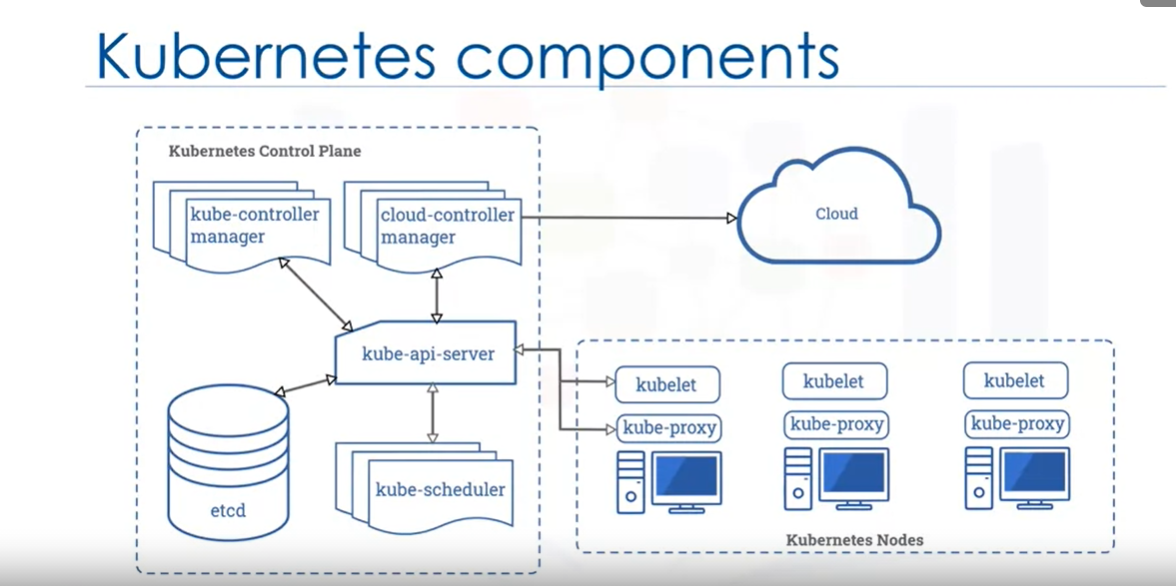 Kubernetes components
Kubernetes Control Plane
kube-controller
manager
cloud-controller
manager
Cloud
kube-api-server
etcd
kube-scheduler
kubelet
kube-proxy
kubelet
kube-proxy
kubelet
kube-proxy
Kubernetes Nodes